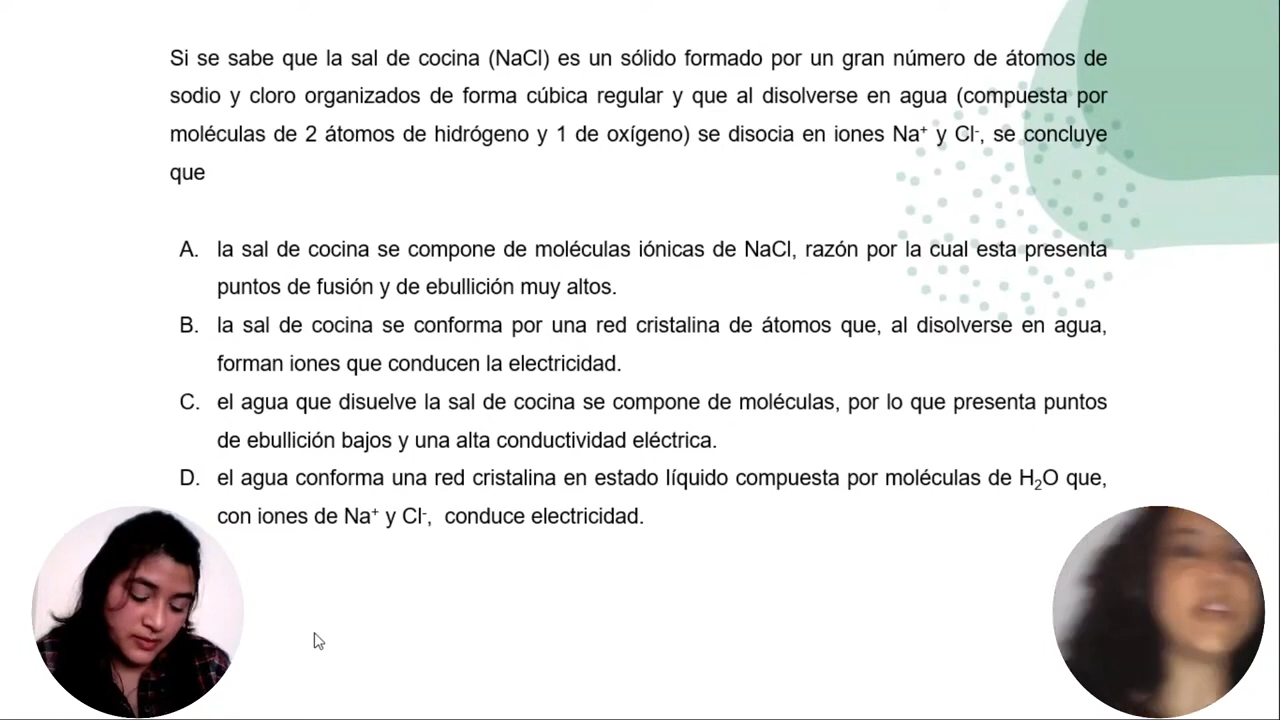 Si se sabe que la sal de cocina (NaCl) es un sólido formado por un gran número de átomos de
sodio y cloro organizados de forma cúbica regular y que al disolverse en agua (compuesta por
moléculas de 2 átomos de hidrógeno y 1 de oxígeno) se disocia en iones Na⁺ y Cl⁻, se concluye
que
A. la sal de cocina se compone de moléculas iónicas de NaCl, razón por la cual esta presenta
puntos de fusión y de ebullición muy altos.
B. la sal de cocina se conforma por una red cristalina de átomos que, al disolverse en agua,
forman iones que conducen la electricidad.
C. el agua que disuelve la sal de cocina se compone de moléculas, por lo que presenta puntos
de ebullición bajos y una alta conductividad eléctrica.
D. el agua conforma una red cristalina en estado líquido compuesta por moléculas de H₂O que,
con iones de Na⁺ y Cl⁻, conduce electricidad.